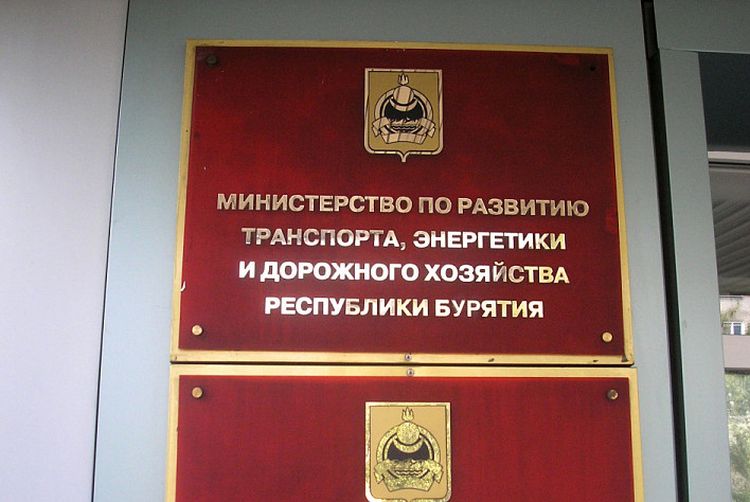 МИНИСТЕРСТВО ПО РАЗВИТИЮ
ТРАНСПОРТА, ЭНЕРГЕТИКИ
И ДОРОЖНОГО ХОЗЯЙСТВА
РЕСПУБЛИКИ БУРЯТИЯ